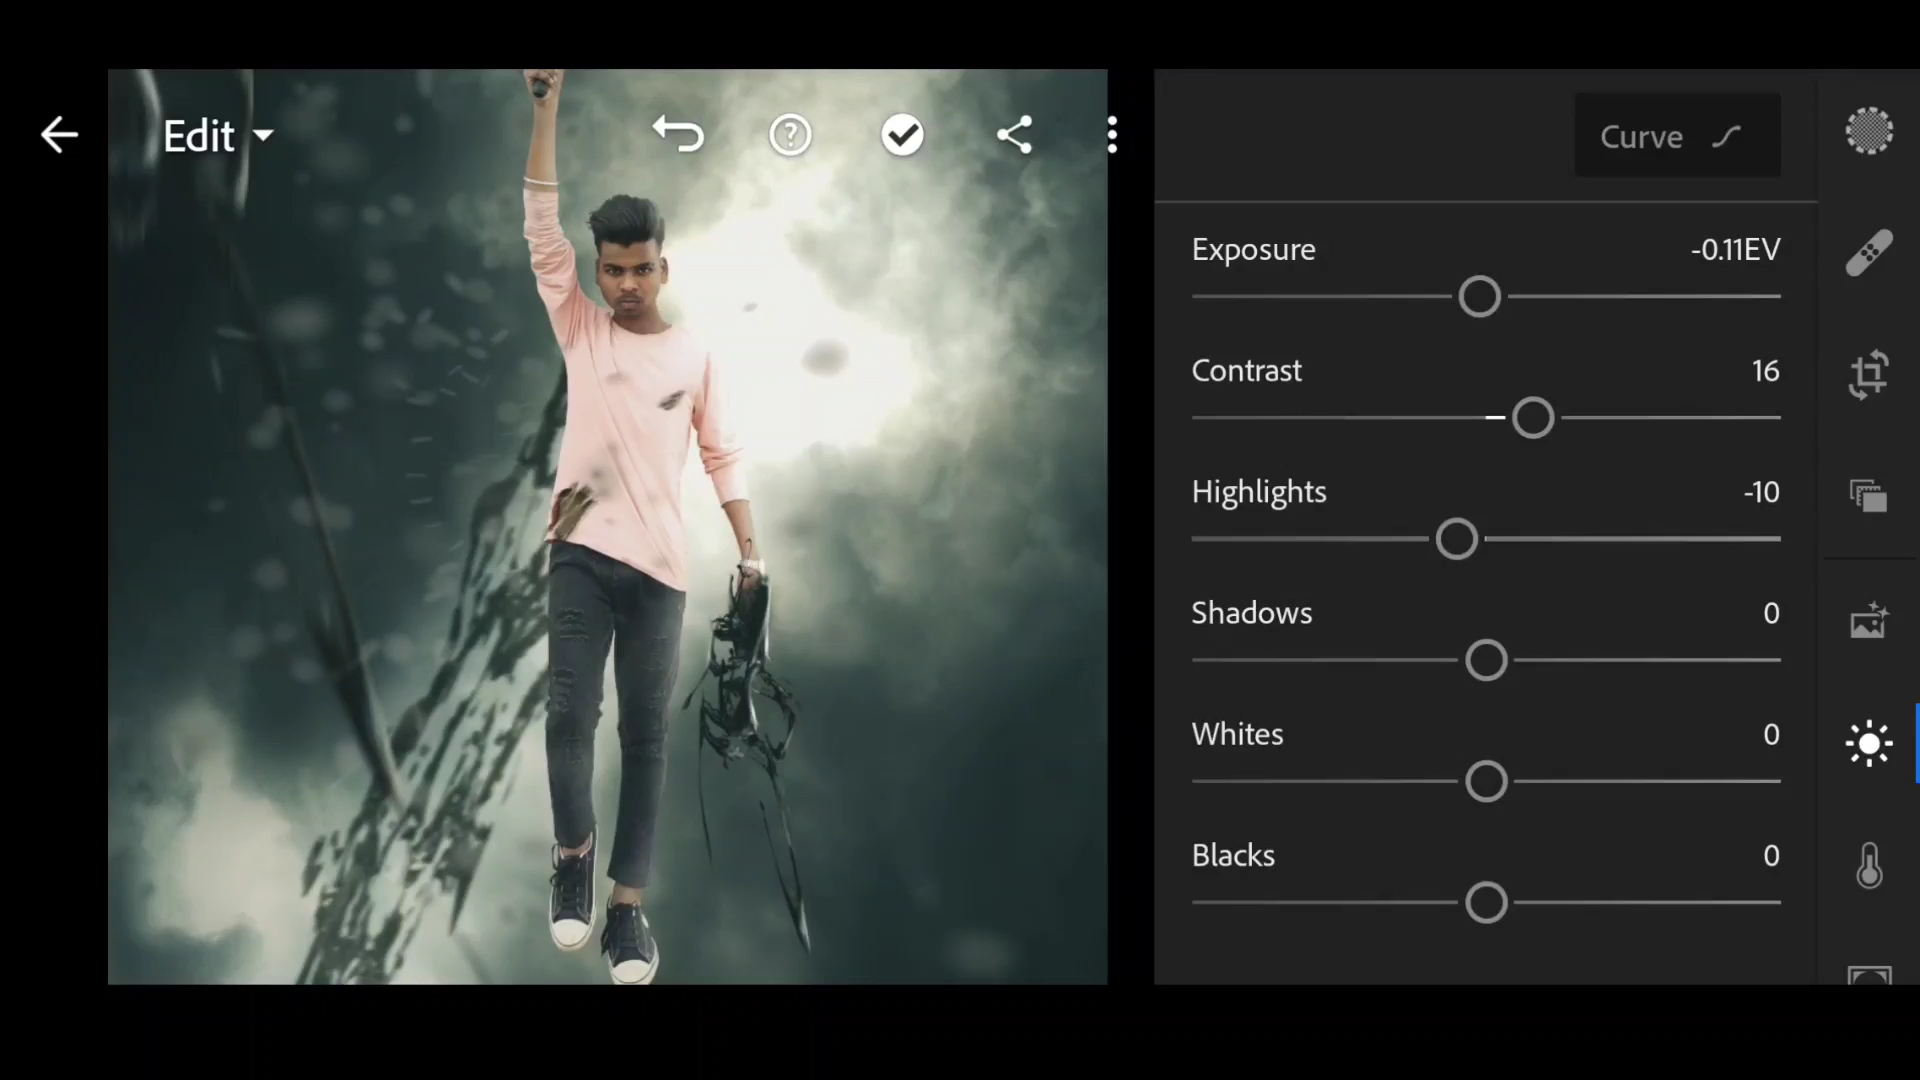 Edit
Curve
Exposure -0.11EV
Contrast 16
Highlights -10
Shadows 0
Whites 0
Blacks 0